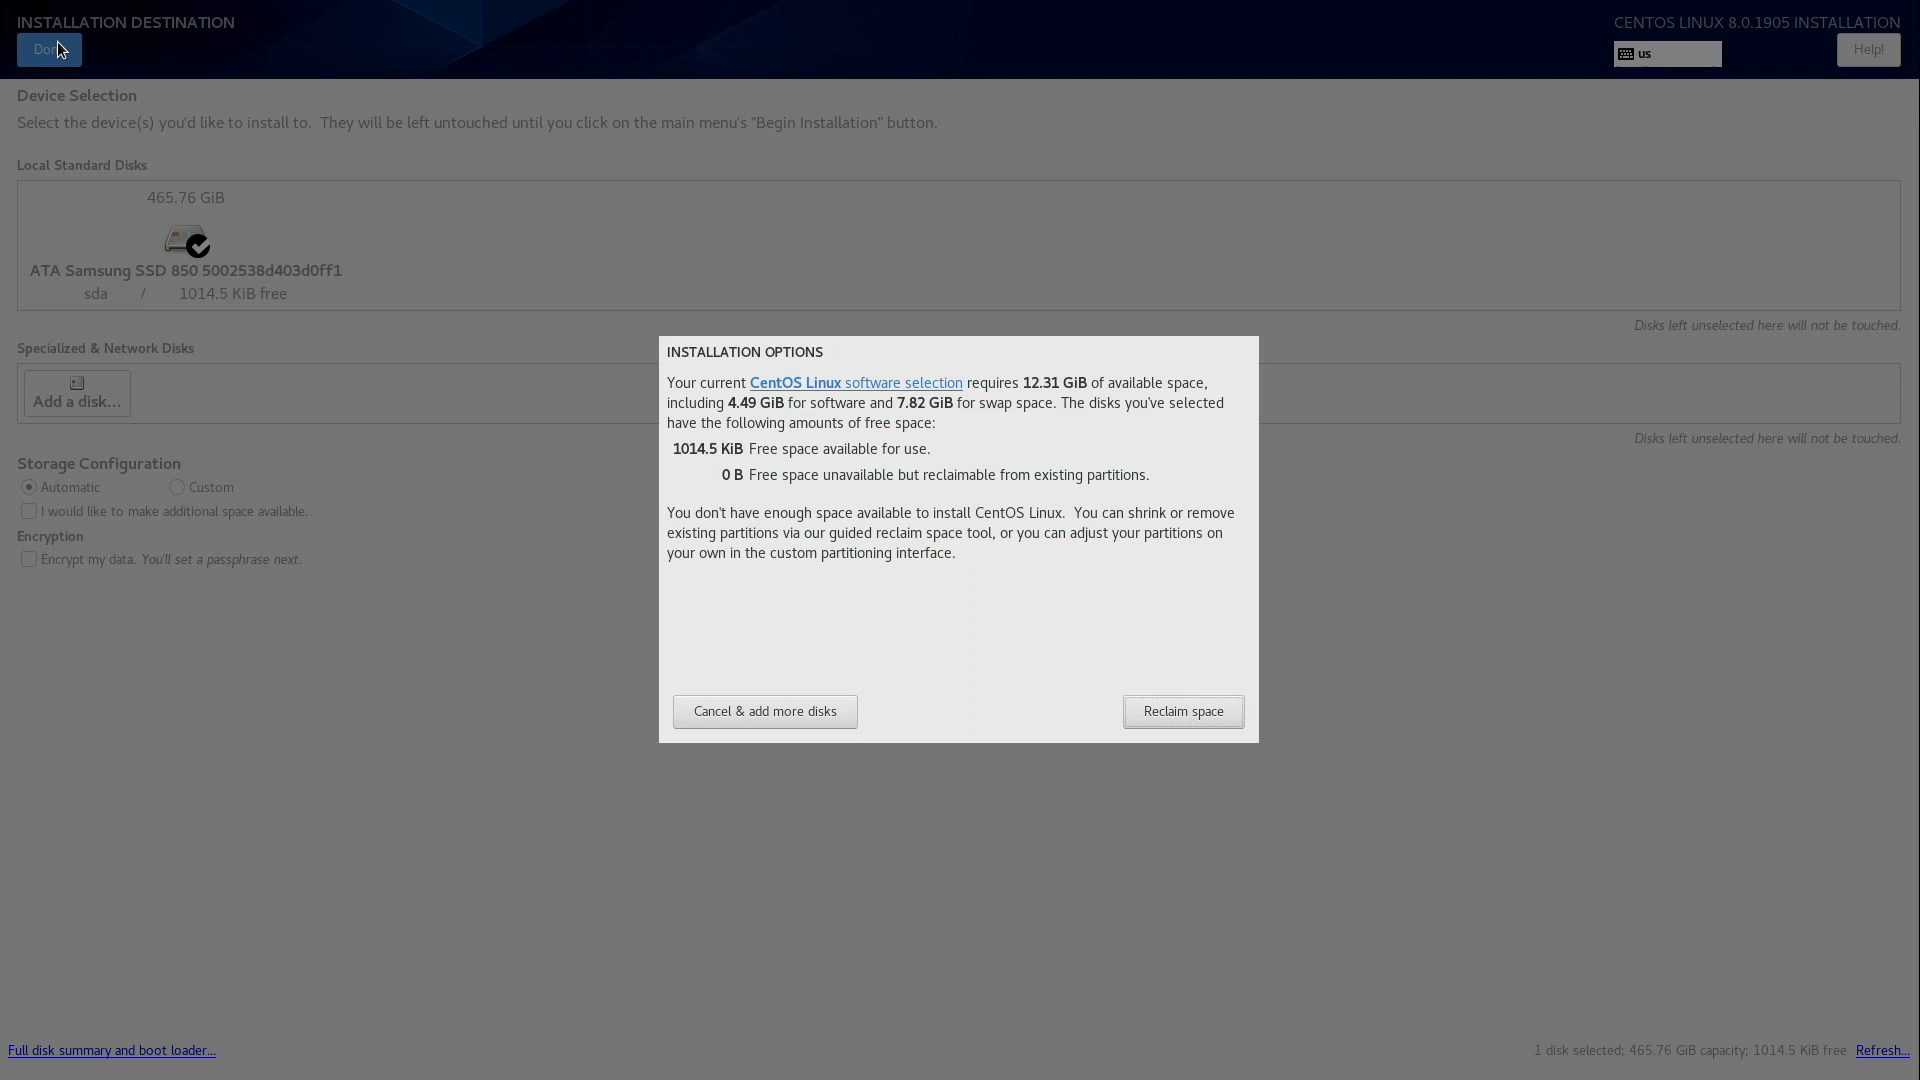 INSTALLATION DESTINATION
CENTOS LINUX 8.0.1905 INSTALLATION
us
Help!
Device Selection
Select the device(s) you'd like to install to.  They will be left untouched until you click on the main menu's "Begin Installation" button.
Local Standard Disks
465.76 GiB
ATA Samsung SSD 850 5002538d403d0ff1
sda / 1014.5 KiB free
Disks left unselected here will not be touched.
Specialized & Network Disks
Add a disk...
Disks left unselected here will not be touched.
Storage Configuration
Automatic Custom
I would like to make additional space available.
Encryption
Encrypt my data. You'll set a passphrase next.
INSTALLATION OPTIONS
Your current CentOS Linux software selection requires 12.31 GiB of available space,
including 4.49 GiB for software and 7.82 GiB for swap space. The disks you've selected
have the following amounts of free space:
1014.5 KiB Free space available for use.
0 B Free space unavailable but reclaimable from existing partitions.
You don't have enough space available to install CentOS Linux.  You can shrink or remove
existing partitions via our guided reclaim space tool, or you can adjust your partitions on
your own in the custom partitioning interface.
Cancel & add more disks
Reclaim space
Full disk summary and boot loader...
1 disk selected; 465.76 GiB capacity; 1014.5 KiB free Refresh...